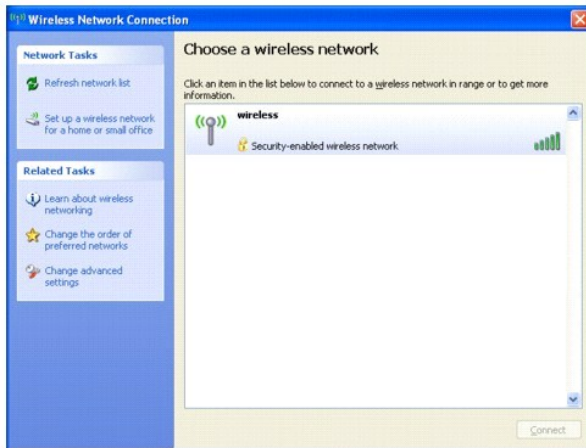 Wireless Network Connection
Network Tasks
Refresh network list
Set up a wireless network
for a home or small office
Related Tasks
Learn about wireless
networking
Change the order of
preferred networks
Change advanced
settings
Choose a wireless network
Click an item in the list below to connect to a wireless network in range or to get more
information.
wireless
Security-enabled wireless network
Connect